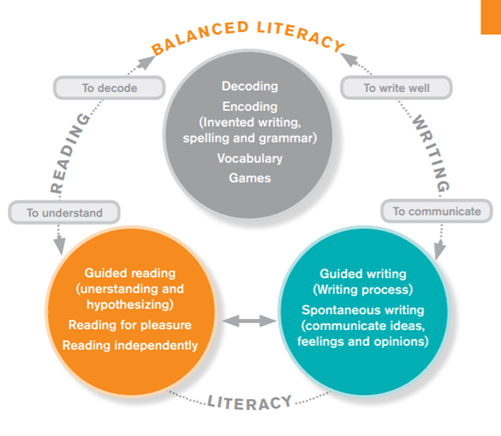 BALANCED LITERACY
To decode
To write well
Decoding
Encoding
(Invented writing,
spelling and grammar)
Vocabulary
Games
READING
WRITING
To understand
To communicate
Guided reading
(unerstanding and
hypothesizing)
Reading for pleasure
Reading independently
Guided writing
(Writing process)
Spontaneous writing
(communicate ideas,
feelings and opinions)
LITERACY